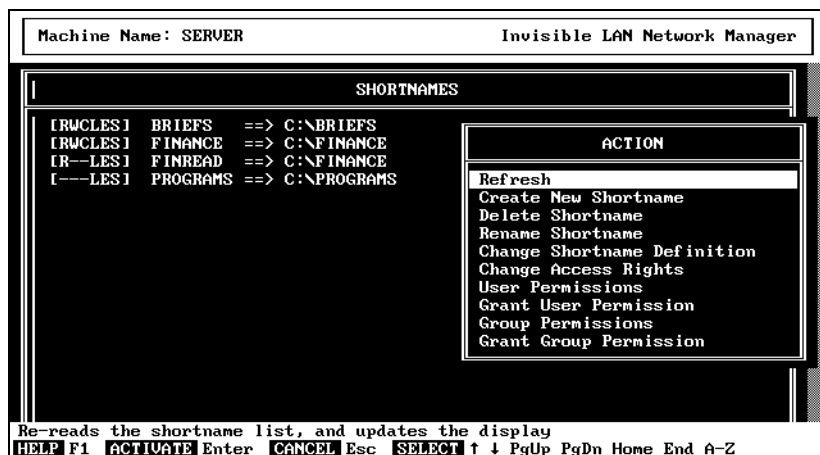 Machine Name: SERVER Invisible LAN Network Manager
SHORTNAMES
[RWCLES] BRIEFS ==> C:\BRIEFS
[RWCLES] FINANCE ==> C:\FINANCE
[R--LES] FINREAD ==> C:\FINANCE
[---LES] PROGRAMS ==> C:\PROGRAMS
ACTION
Refresh
Create New Shortname
Delete Shortname
Rename Shortname
Change Shortname Definition
Change Access Rights
User Permissions
Grant User Permission
Group Permissions
Grant Group Permission
Re-reads the shortname list, and updates the display
HELP F1 ACTIVATE Enter CANCEL Esc SELECT ↑ ↓ PgUp PgDn Home End A-Z